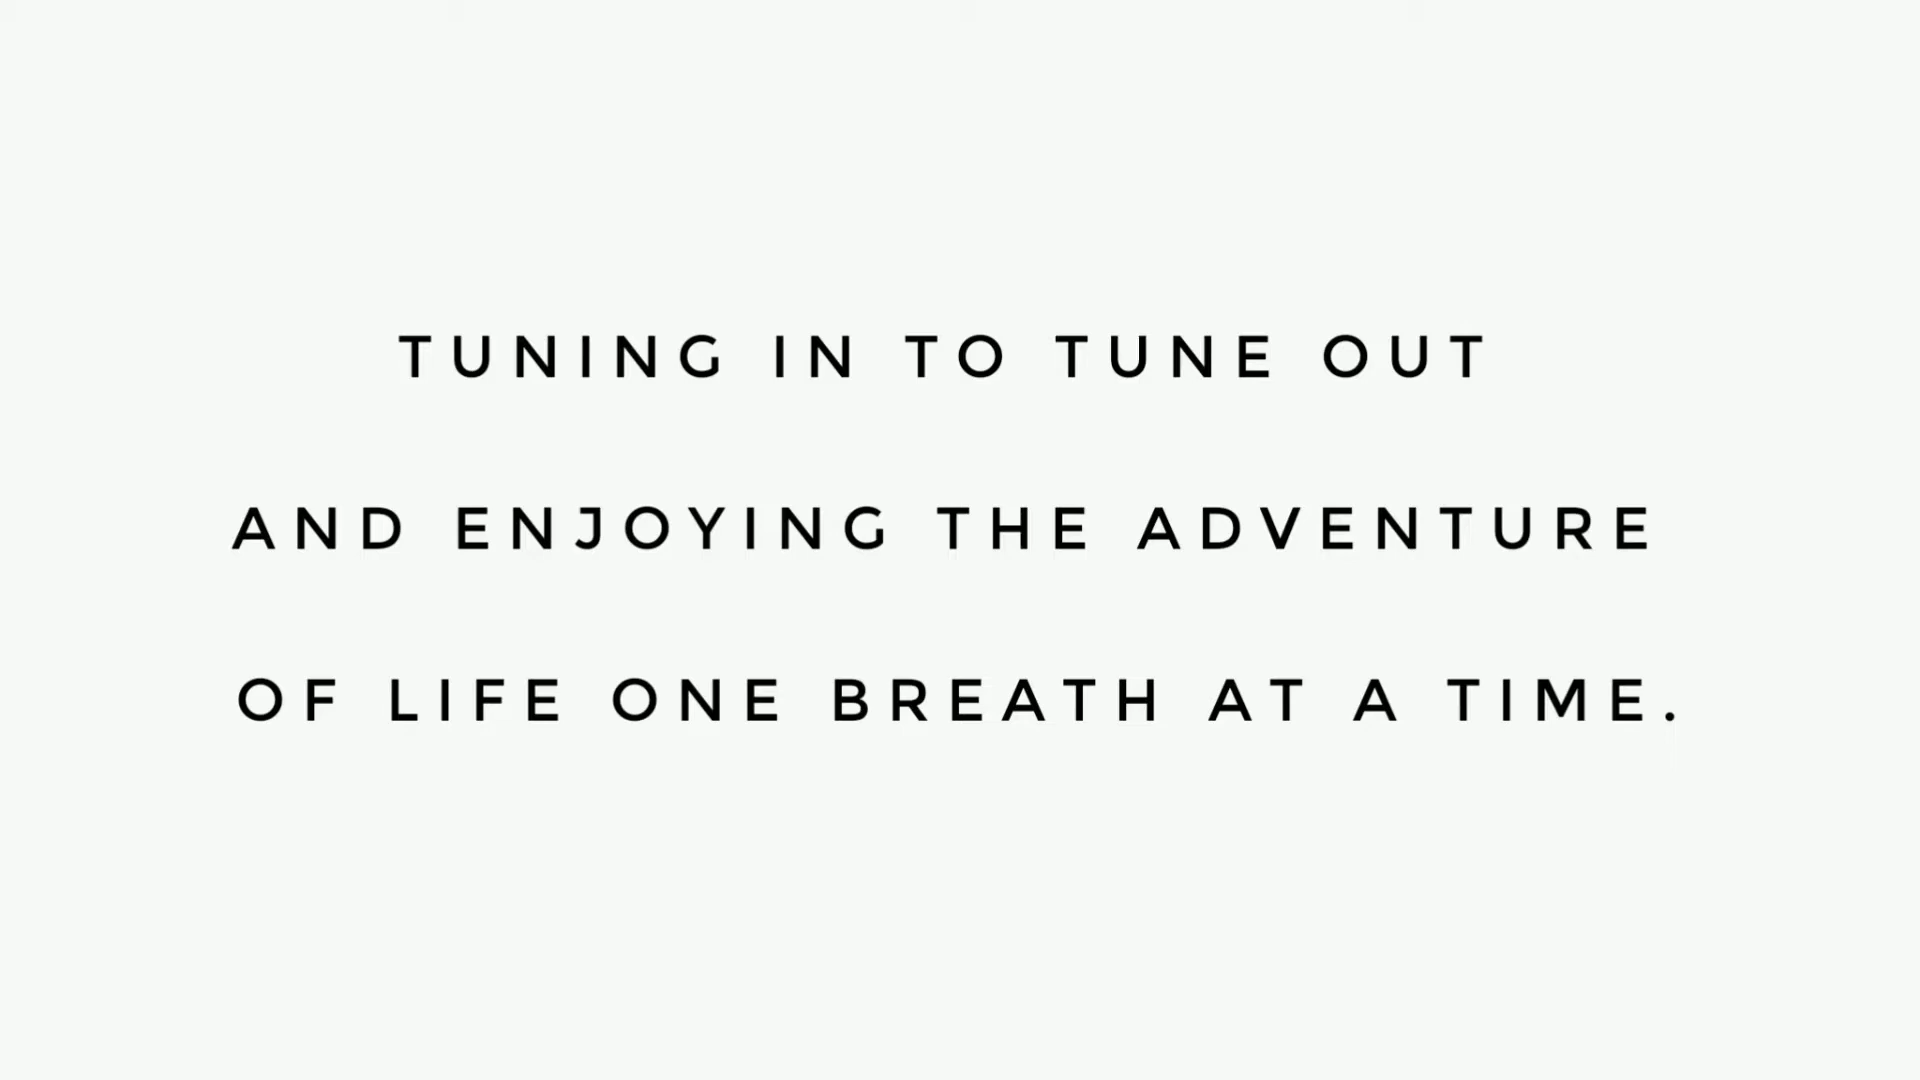 TUNING IN TO TUNE OUT
AND ENJOYING THE ADVENTURE
OF LIFE ONE BREATH AT A TIME.